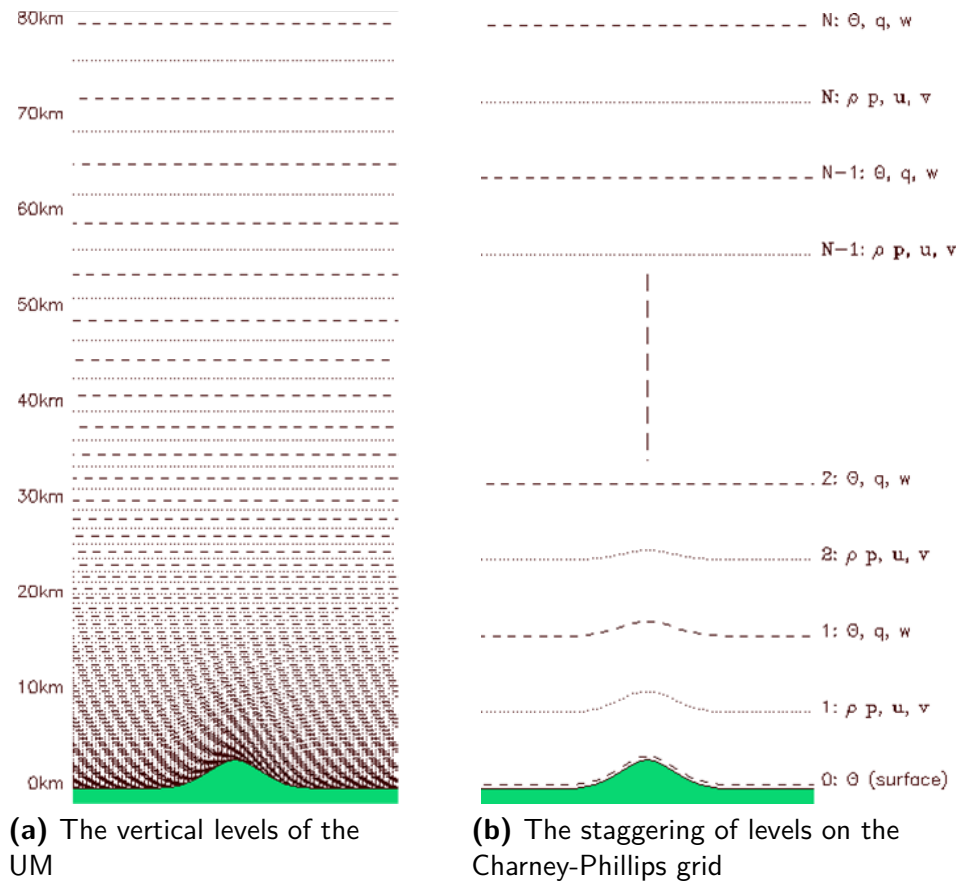 80km
70km
60km
50km
40km
30km
20km
10km
0km
(a) The vertical levels of the
UM
N: Θ, q, w
N: ρ p, u, v
N−1: Θ, q, w
N−1: ρ p, u, v
2: Θ, q, w
2: ρ p, u, v
1: Θ, q, w
1: ρ p, u, v
0: Θ (surface)
(b) The staggering of levels on the
Charney-Phillips grid